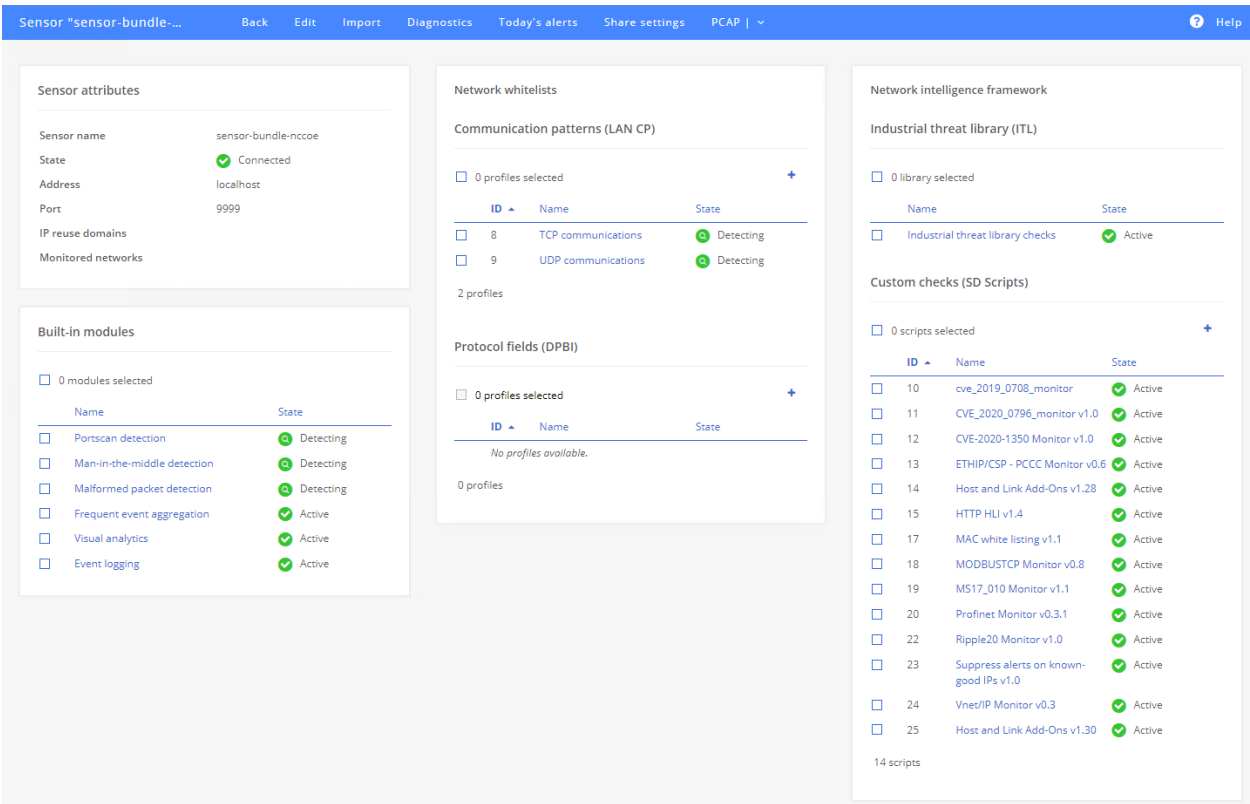 Sensor "sensor-bundle-... Back Edit Import Diagnostics Today's alerts Share settings PCAP | ? Help
Sensor attributes
Sensor name sensor-bundle-nccoe
State Connected
Address localhost
Port 9999
IP reuse domains
Monitored networks
Built-in modules
0 modules selected
Name State
Portscan detection Detecting
Man-in-the-middle detection Detecting
Malformed packet detection Detecting
Frequent event aggregation Active
Visual analytics Active
Event logging Active
Network whitelists
Communication patterns (LAN CP)
0 profiles selected +
ID Name State
8 TCP communications Detecting
9 UDP communications Detecting
2 profiles
Protocol fields (DPBI)
0 profiles selected +
ID Name State
No profiles available.
0 profiles
Network intelligence framework
Industrial threat library (ITL)
0 library selected
Name State
Industrial threat library checks Active
Custom checks (SD Scripts)
0 scripts selected +
ID Name State
10 cve_2019_0708_monitor Active
11 CVE_2020_0796_monitor v1.0 Active
12 CVE-2020-1350 Monitor v1.0 Active
13 ETHIP/CSP - PCCC Monitor v0.6 Active
14 Host and Link Add-Ons v1.28 Active
15 HTTP HLI v1.4 Active
17 MAC white listing v1.1 Active
18 MODBUSTCP Monitor v0.8 Active
19 MS17_010 Monitor v1.1 Active
20 Profinet Monitor v0.3.1 Active
22 Ripple20 Monitor v1.0 Active
23 Suppress alerts on known- Active
good IPs v1.0
24 Vnet/IP Monitor v0.3 Active
25 Host and Link Add-Ons v1.30 Active
14 scripts